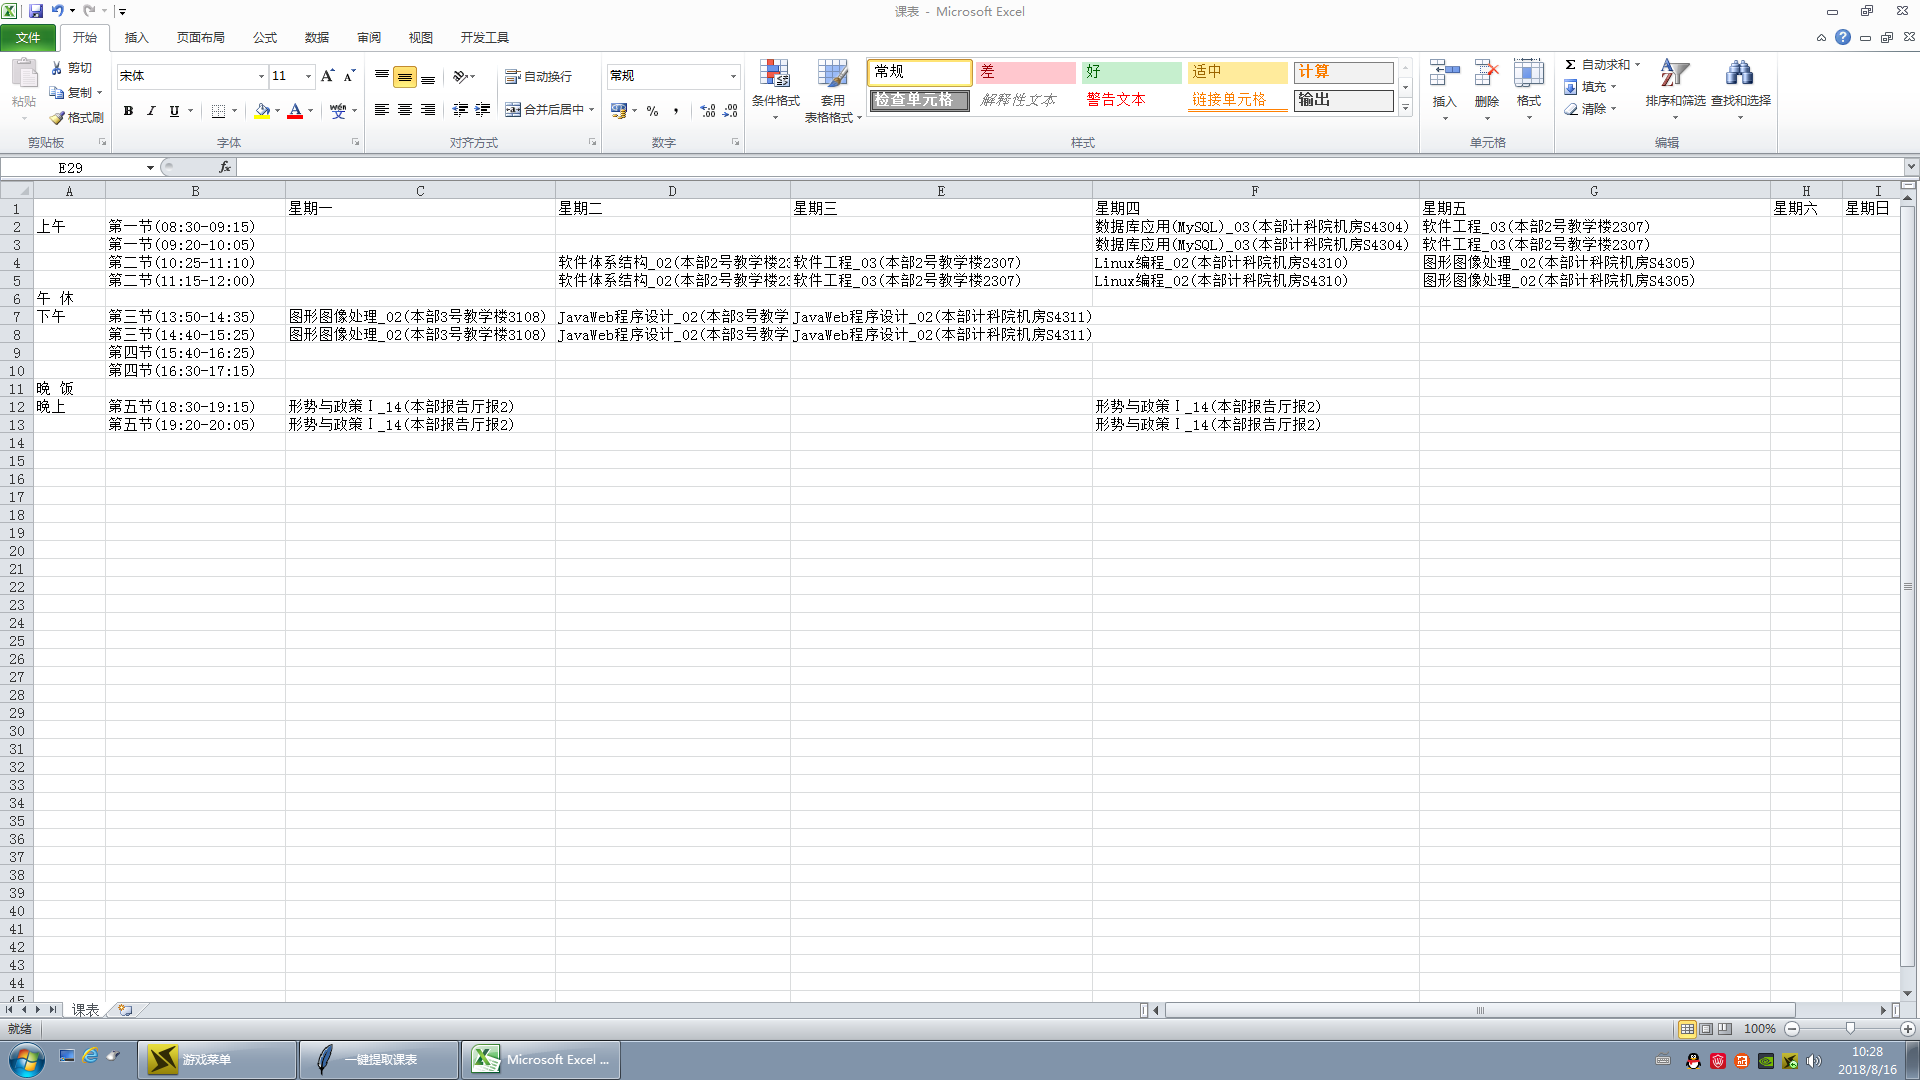 课表 - Microsoft Excel
文件 开始 插入 页面布局 公式 数据 审阅 视图 开发工具
粘贴 剪切 复制 格式刷 剪贴板
宋体 11 B I U wén 字体
自动换行 合并后居中 对齐方式
常规 % , 数字
条件格式 套用表格格式 常规 差 好 适中 计算
检查单元格 解释性文本 警告文本 链接单元格 输出 样式
插入 删除 格式 单元格
Σ 自动求和 填充 清除 排序和筛选 查找和选择 编辑
E29 fx
A B C D E F G H I
1 星期一 星期二 星期三 星期四 星期五 星期六 星期日
2 上午 第一节(08:30-09:15) 数据库应用(MySQL)_03(本部计科院机房S4304) 软件工程_03(本部2号教学楼2307)
3 第一节(09:20-10:05) 数据库应用(MySQL)_03(本部计科院机房S4304) 软件工程_03(本部2号教学楼2307)
4 第二节(10:25-11:10) 软件体系结构_02(本部2号教学楼23 软件工程_03(本部2号教学楼2307) Linux编程_02(本部计科院机房S4310) 图形图像处理_02(本部计科院机房S4305)
5 第二节(11:15-12:00) 软件体系结构_02(本部2号教学楼23 软件工程_03(本部2号教学楼2307) Linux编程_02(本部计科院机房S4310) 图形图像处理_02(本部计科院机房S4305)
6 午 休
7 下午 第三节(13:50-14:35) 图形图像处理_02(本部3号教学楼3108) JavaWeb程序设计_02(本部3号教学 JavaWeb程序设计_02(本部计科院机房S4311)
8 第三节(14:40-15:25) 图形图像处理_02(本部3号教学楼3108) JavaWeb程序设计_02(本部3号教学 JavaWeb程序设计_02(本部计科院机房S4311)
9 第四节(15:40-16:25)
10 第四节(16:30-17:15)
11 晚 饭
12 晚上 第五节(18:30-19:15) 形势与政策Ⅰ_14(本部报告厅报2) 形势与政策Ⅰ_14(本部报告厅报2)
13 第五节(19:20-20:05) 形势与政策Ⅰ_14(本部报告厅报2) 形势与政策Ⅰ_14(本部报告厅报2)
14
15
16
17
18
19
20
21
22
23
24
25
26
27
28
29
30
31
32
33
34
35
36
37
38
39
40
41
42
43
44
45
课表
就绪 100%
游戏菜单 一键提取课表 Microsoft Excel ... 10:28
2018/8/16